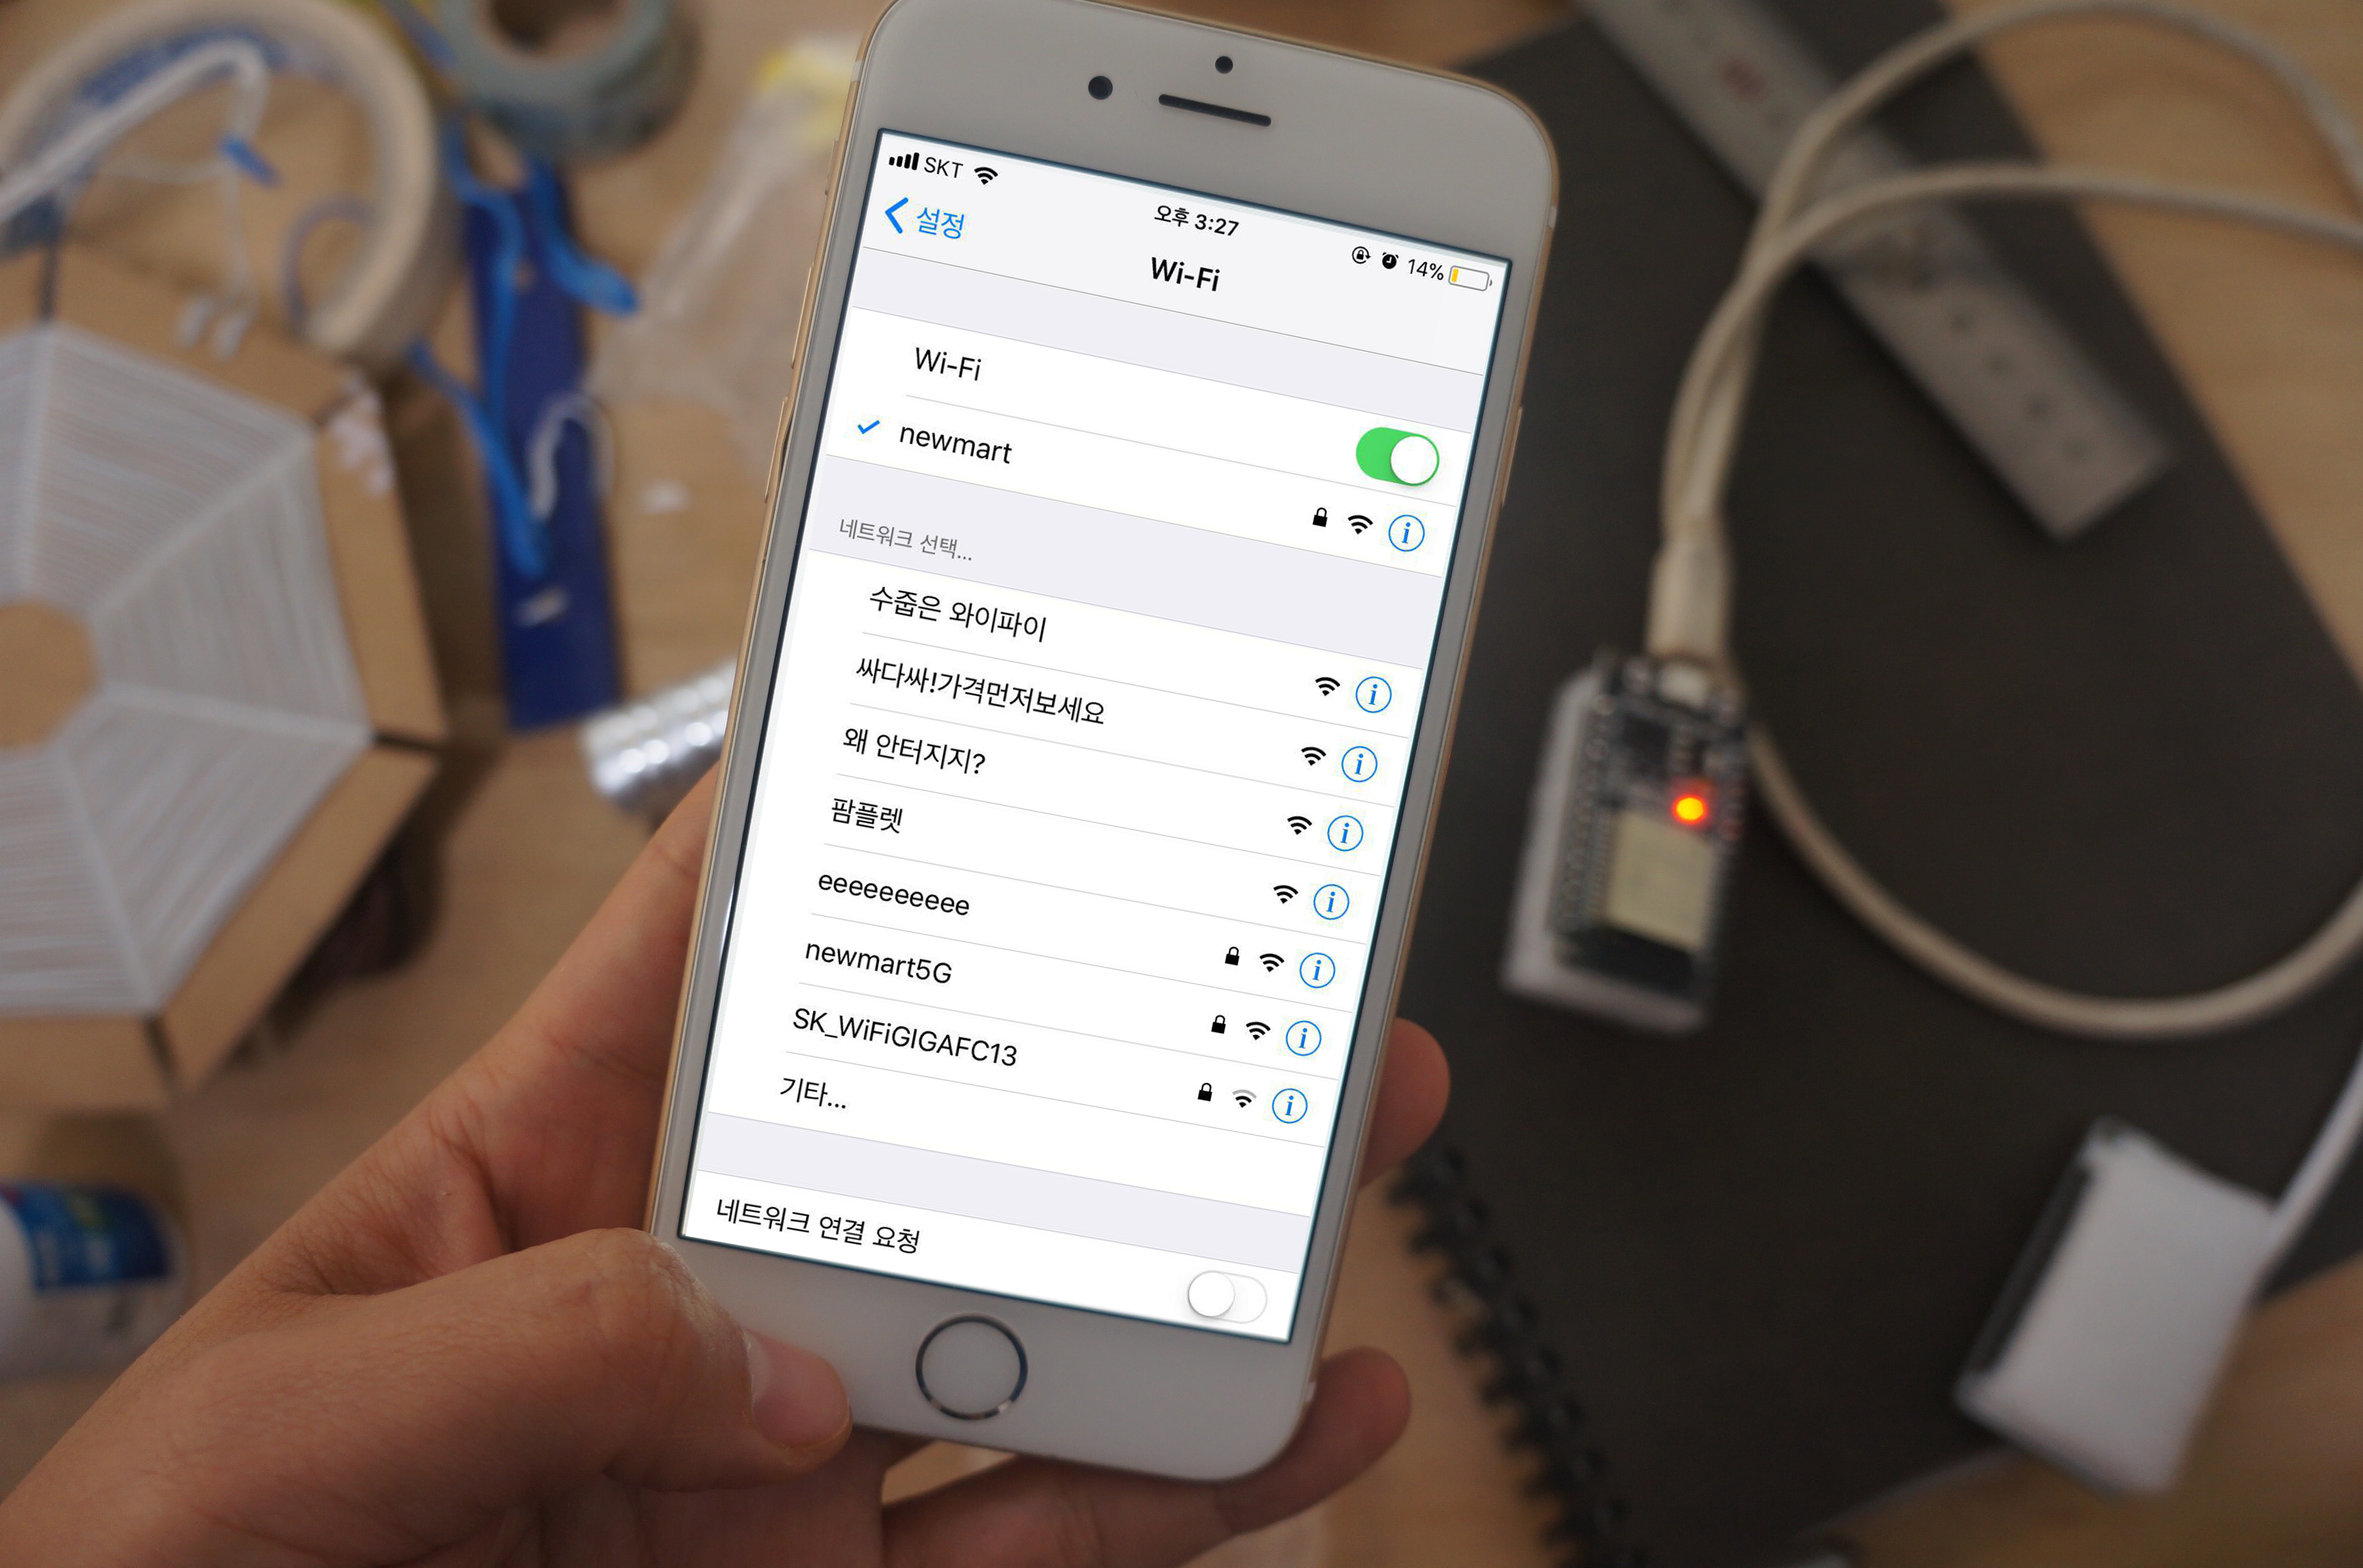 SKT
오후 3:27
14%
설정
Wi-Fi
Wi-Fi
newmart
네트워크 선택...
수줍은 와이파이
싸다싸!가격먼저보세요
왜 안터지지?
팜플렛
eeeeeeeeee
newmart5G
SK_WiFiGIGAFC13
기타...
네트워크 연결 요청